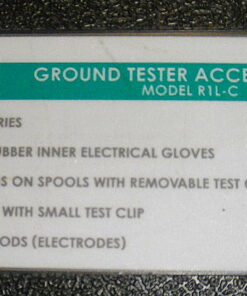 GROUND TESTER ACCE
MODEL R1L-C
RIES
UBBER INNER ELECTRICAL GLOVES
S ON SPOOLS WITH REMOVABLE TEST C
WITH SMALL TEST CLIP
ODS (ELECTRODES)